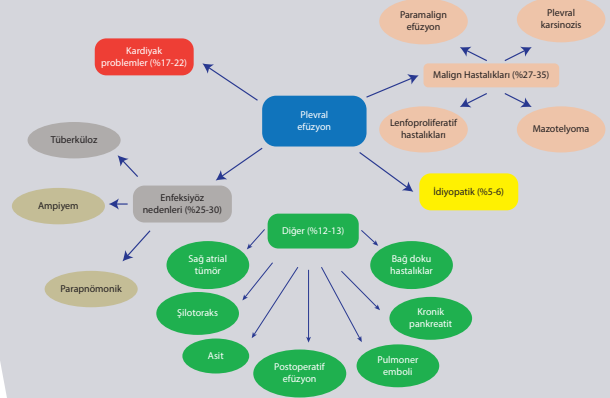 Paramalign
efüzyon
Plevral
karsinozis
Kardiyak
problemler (%17-22)
Malign Hastalıkları (%27-35)
Plevral
efüzyon
Lenfoproliferatif
hastalıkları
Mazotelyoma
Tüberküloz
İdiyopatik (%5-6)
Enfeksiyöz
nedenleri (%25-30)
Ampiyem
Diğer (%12-13)
Sağ atrial
tümör
Bağ doku
hastalıklar
Parapnömonik
Şilotoraks
Kronik
pankreatit
Asit
Postoperatif
efüzyon
Pulmoner
emboli